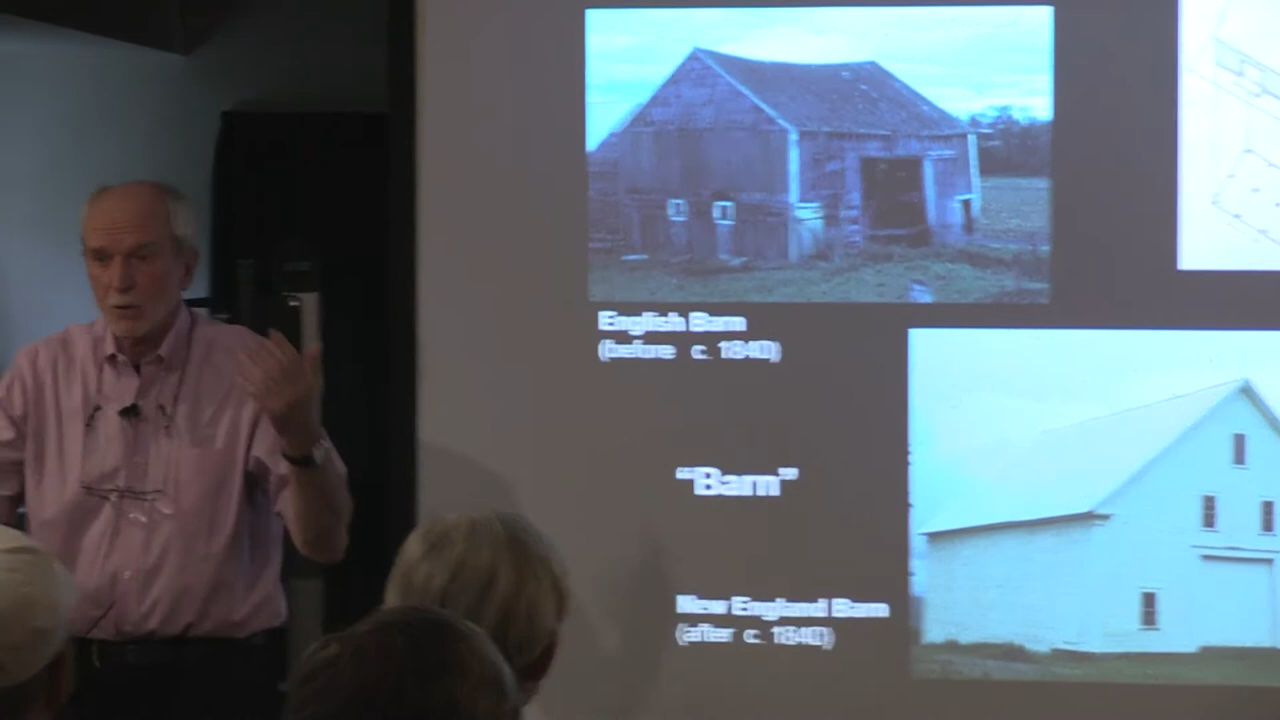 English Barn
(before c. 1840)
“Barn”
New England Barn
(after c. 1840)